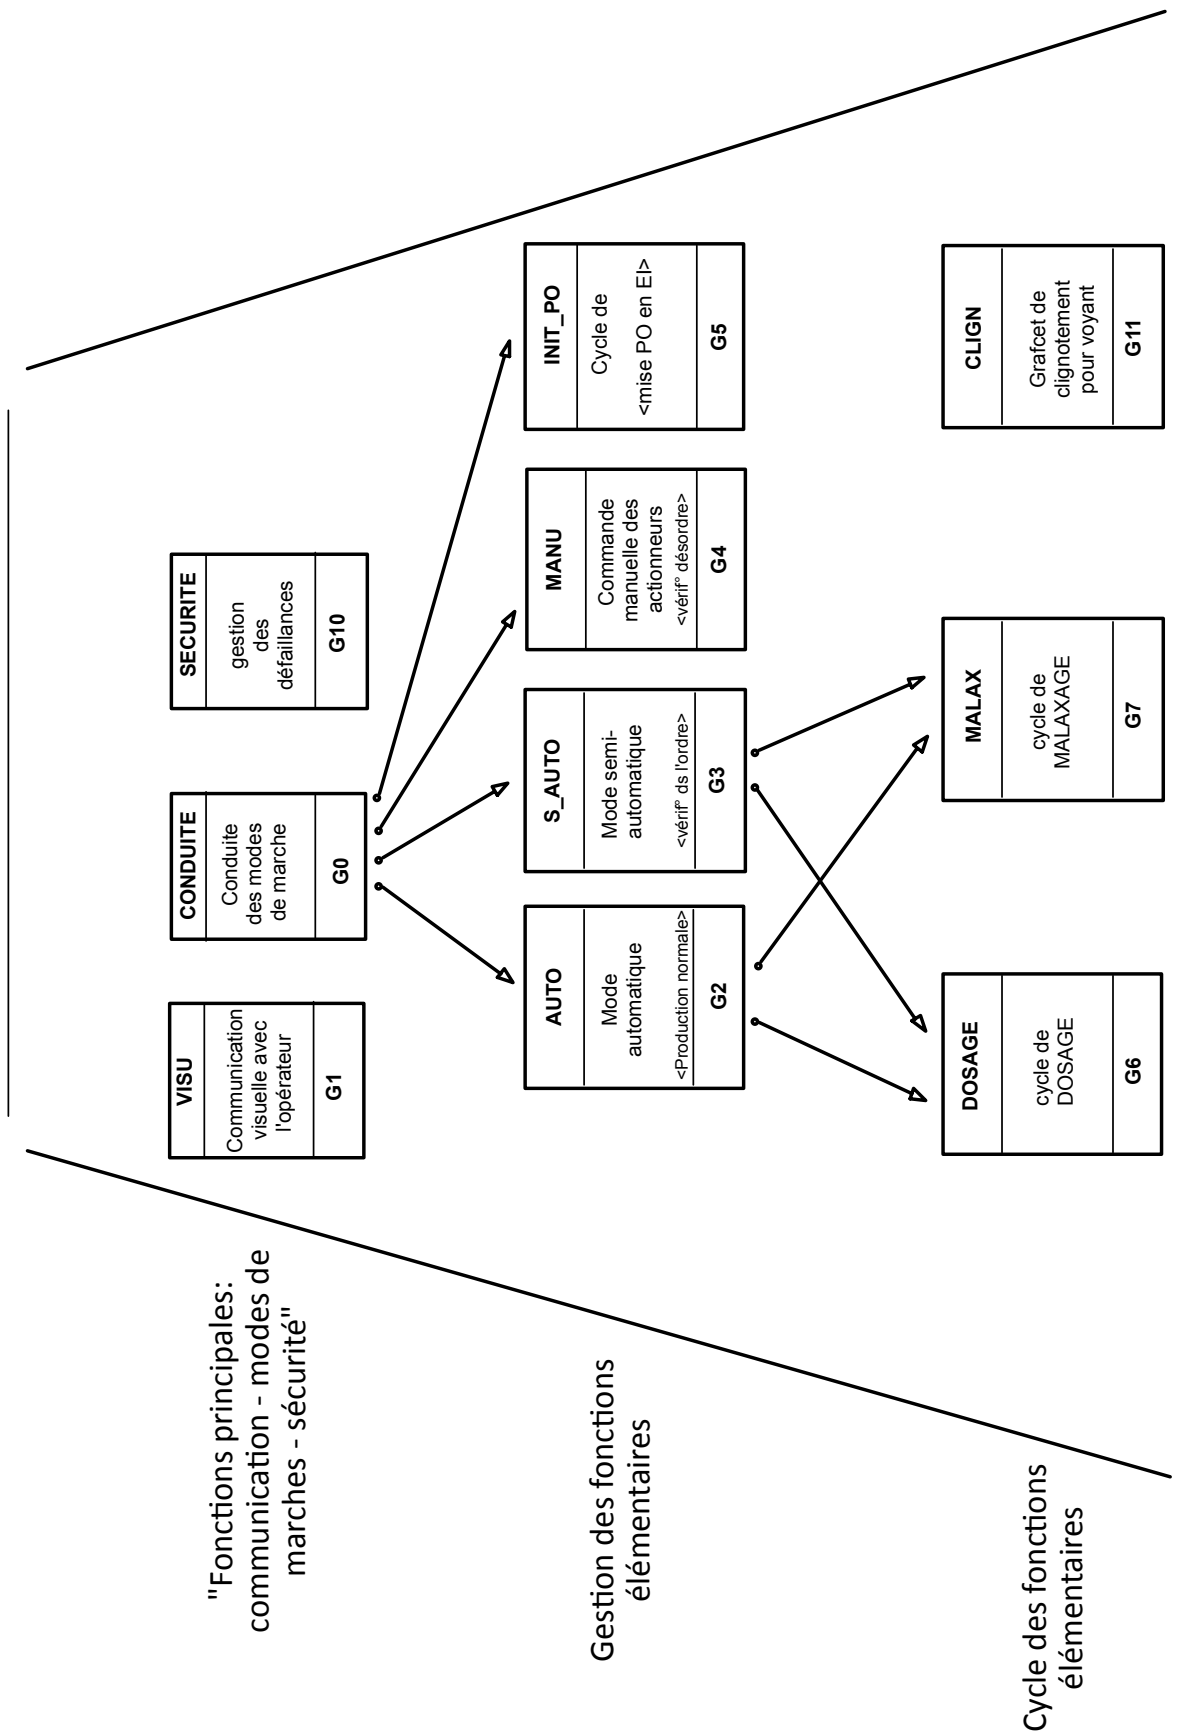 "Fonctions principales:
communication - modes de
marches - sécurité"
VISU
Communication
visuelle avec
l'opérateur
G1
CONDUITE
Conduite
des modes
de marche
G0
SECURITE
gestion
des
défaillances
G10
Gestion des fonctions
élémentaires
AUTO
Mode
automatique
<Production normale>
G2
S_AUTO
Mode semi-
automatique
<vérif° ds l'ordre>
G3
MANU
Commande
manuelle des
actionneurs
<vérif° désordre>
G4
INIT_PO
Cycle de
<mise PO en EI>
G5
Cycle des fonctions
élémentaires
DOSAGE
cycle de
DOSAGE
G6
MALAX
cycle de
MALAXAGE
G7
CLIGN
Grafcet de
clignotement
pour voyant
G11